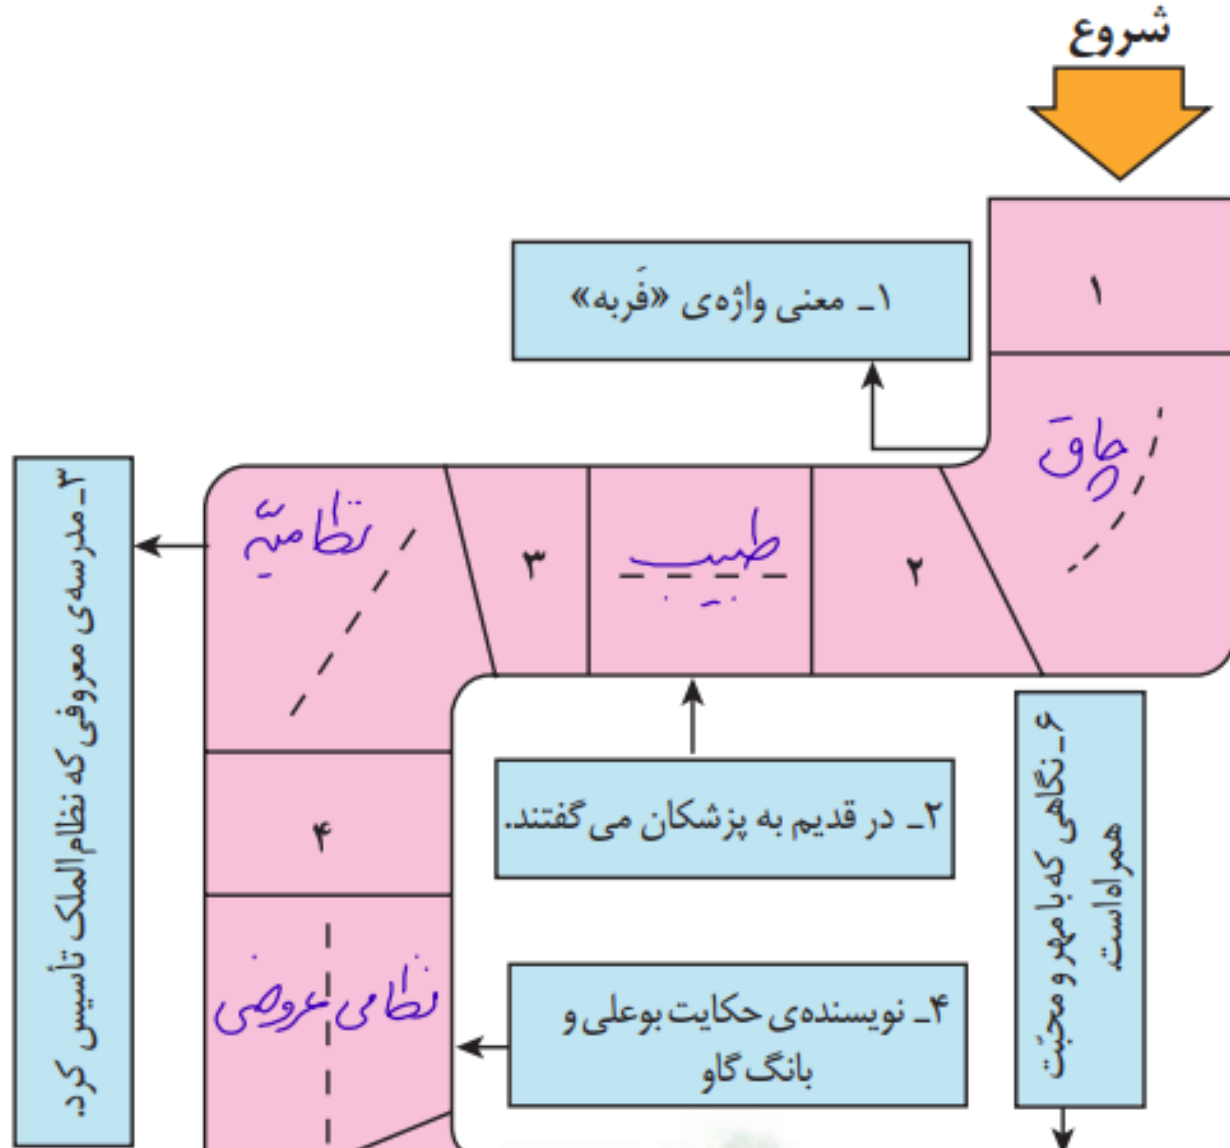 شروع
۱
۱ـ معنی واژه‌ی «فَربه»
چاق
۲
۲ـ در قدیم به پزشکان می گفتند.
طبیب
۳
۳ـ مدرسه‌ی معروفی که نظام‌الملک تأسیس کرد.
نظامیّه
۴
۴ـ نویسنده‌ی حکایت بوعلی و
بانگ گاو
نظامی عروضی
۶ـ نگاهی که با مهر و محبّت
همراه است.